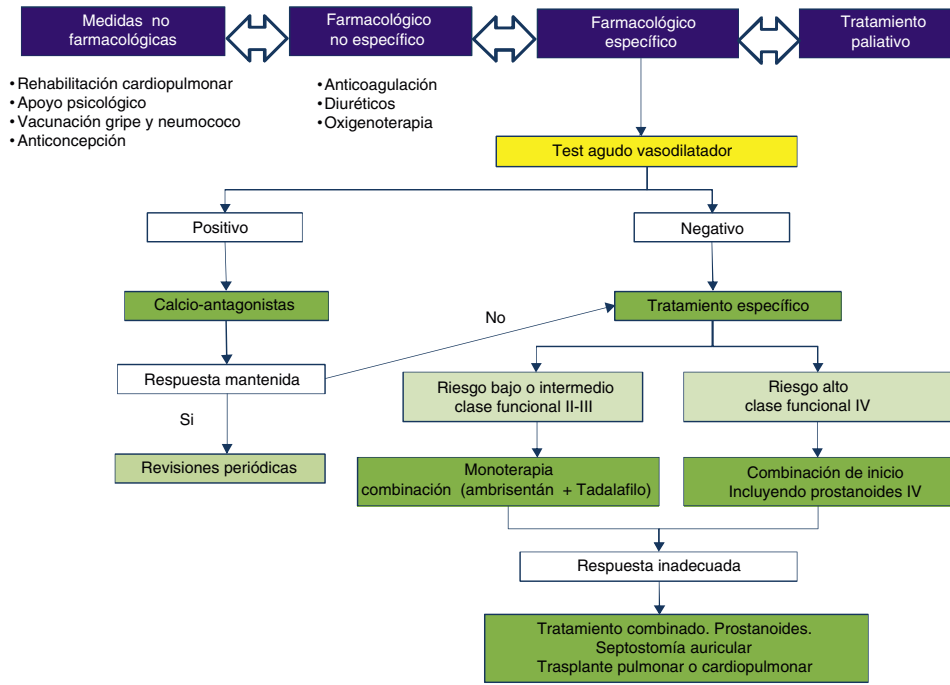 Medidas no
farmacológicas
Farmacológico
no específico
Farmacológico
específico
Tratamiento
paliativo
• Rehabilitación cardiopulmonar
• Apoyo psicológico
• Vacunación gripe y neumococo
• Anticoncepción
• Anticoagulación
• Diuréticos
• Oxigenoterapia
Test agudo vasodilatador
Positivo
Negativo
Calcio-antagonistas
Tratamiento específico
No
Respuesta mantenida
Riesgo bajo o intermedio
clase funcional II-III
Riesgo alto
clase funcional IV
Si
Revisiones periódicas
Monoterapia
combinación (ambrisentán + Tadalafilo)
Combinación de inicio
Incluyendo prostanoides IV
Respuesta inadecuada
Tratamiento combinado. Prostanoides.
Septostomía auricular
Trasplante pulmonar o cardiopulmonar